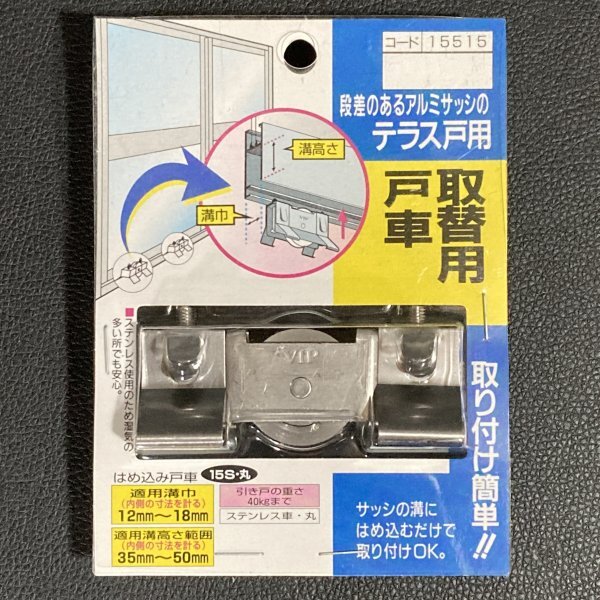 コード 15515
段差のあるアルミサッシの
テラス戸用
取替用
戸車
溝高さ
溝巾
VIP
VIP
■ステンレス使用のため湿気の
多い所でも安心。
取り付け簡単!!
はめ込み戸車 15S・丸
適用溝巾
(内側の寸法を計る)
12mm〜18mm
引き戸の重さ
40kgまで
ステンレス車・丸
適用溝高さ範囲
(内側の寸法を計る)
35mm〜50mm
サッシの溝に
はめ込むだけで
取り付けOK。